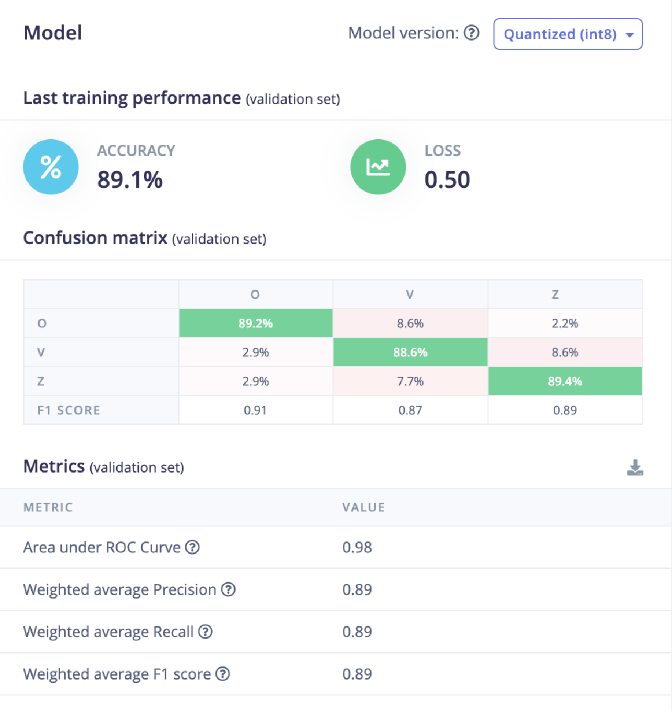 Model Model version: Quantized (int8)
Last training performance (validation set)
% ACCURACY LOSS
89.1% 0.50
Confusion matrix (validation set)
O V Z
O 89.2% 8.6% 2.2%
V 2.9% 88.6% 8.6%
Z 2.9% 7.7% 89.4%
F1 SCORE 0.91 0.87 0.89
Metrics (validation set)
METRIC VALUE
Area under ROC Curve 0.98
Weighted average Precision 0.89
Weighted average Recall 0.89
Weighted average F1 score 0.89